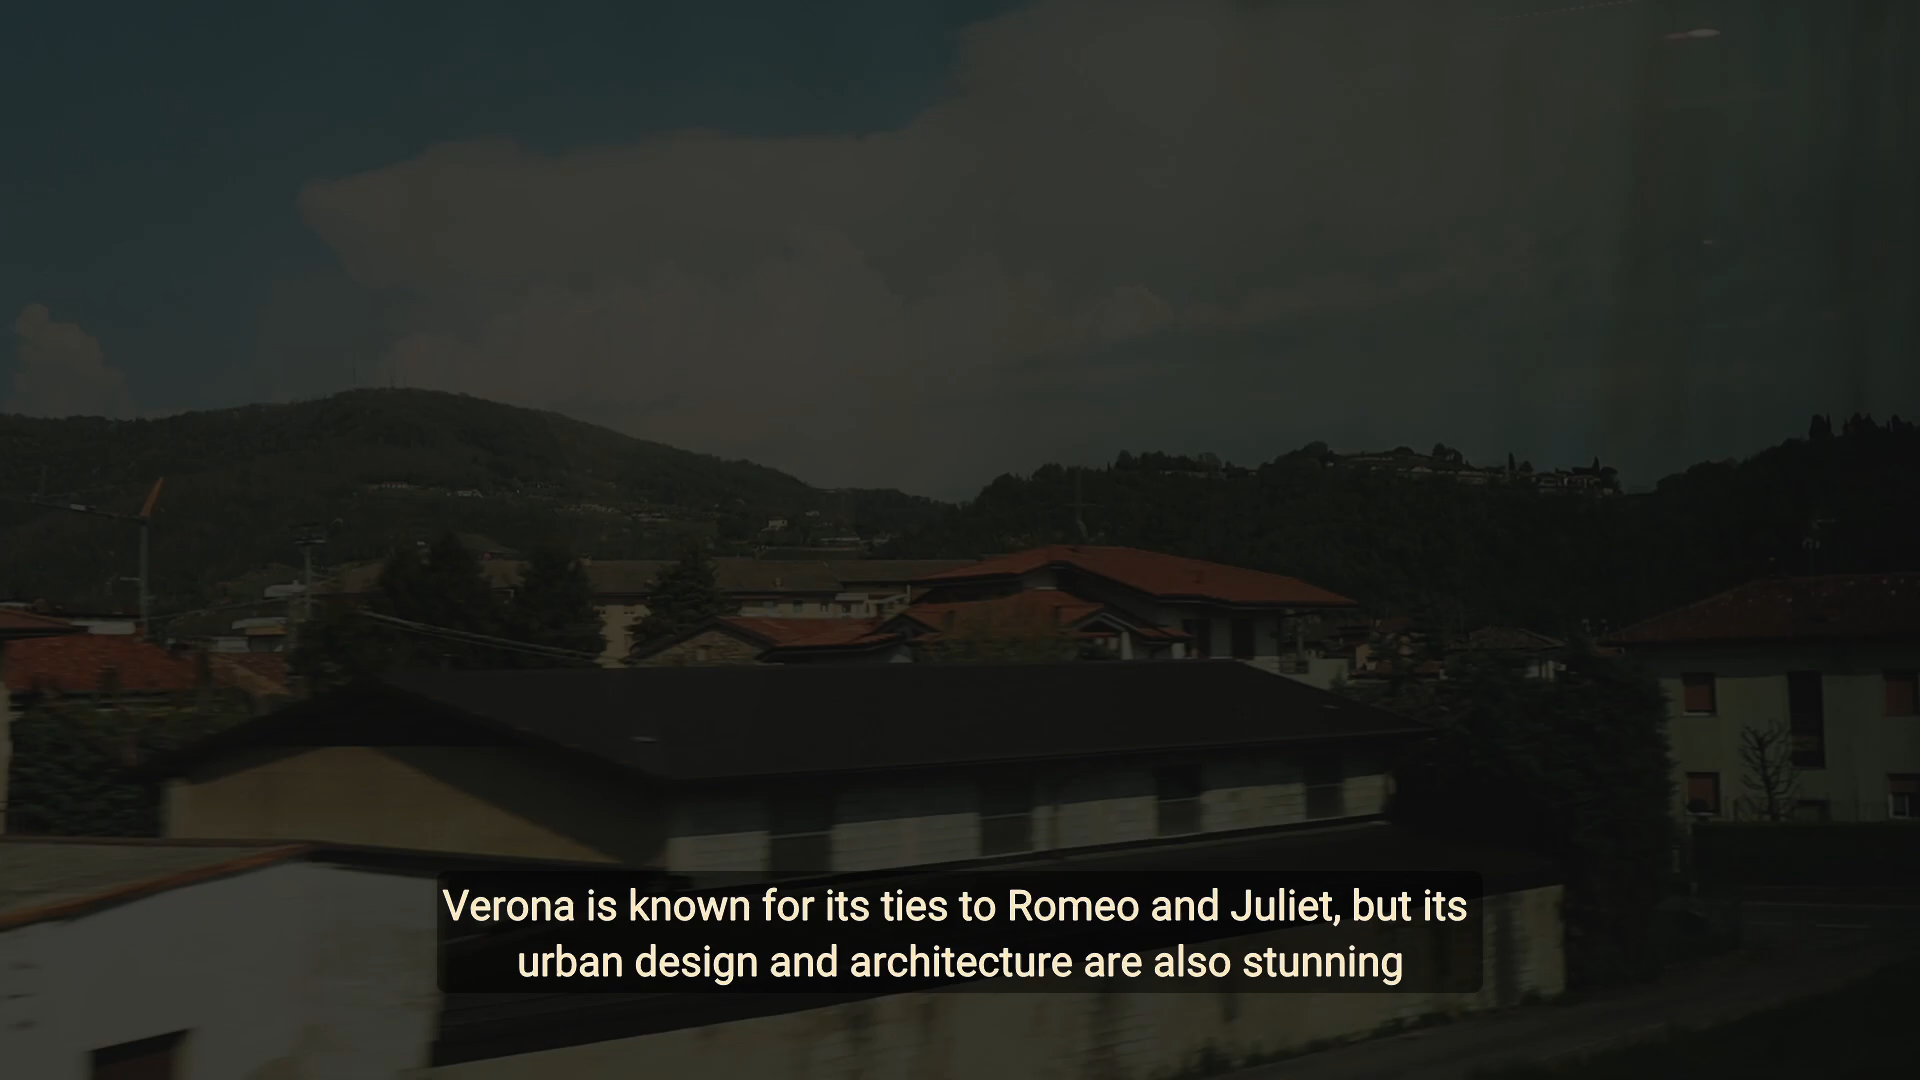 Verona is known for its ties to Romeo and Juliet, but its
urban design and architecture are also stunning